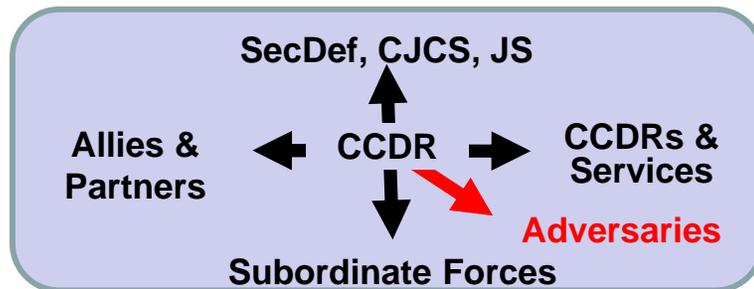 SecDef, CJCS, JS
Allies &
Partners
CCDR
CCDRs &
Services
Adversaries
Subordinate Forces